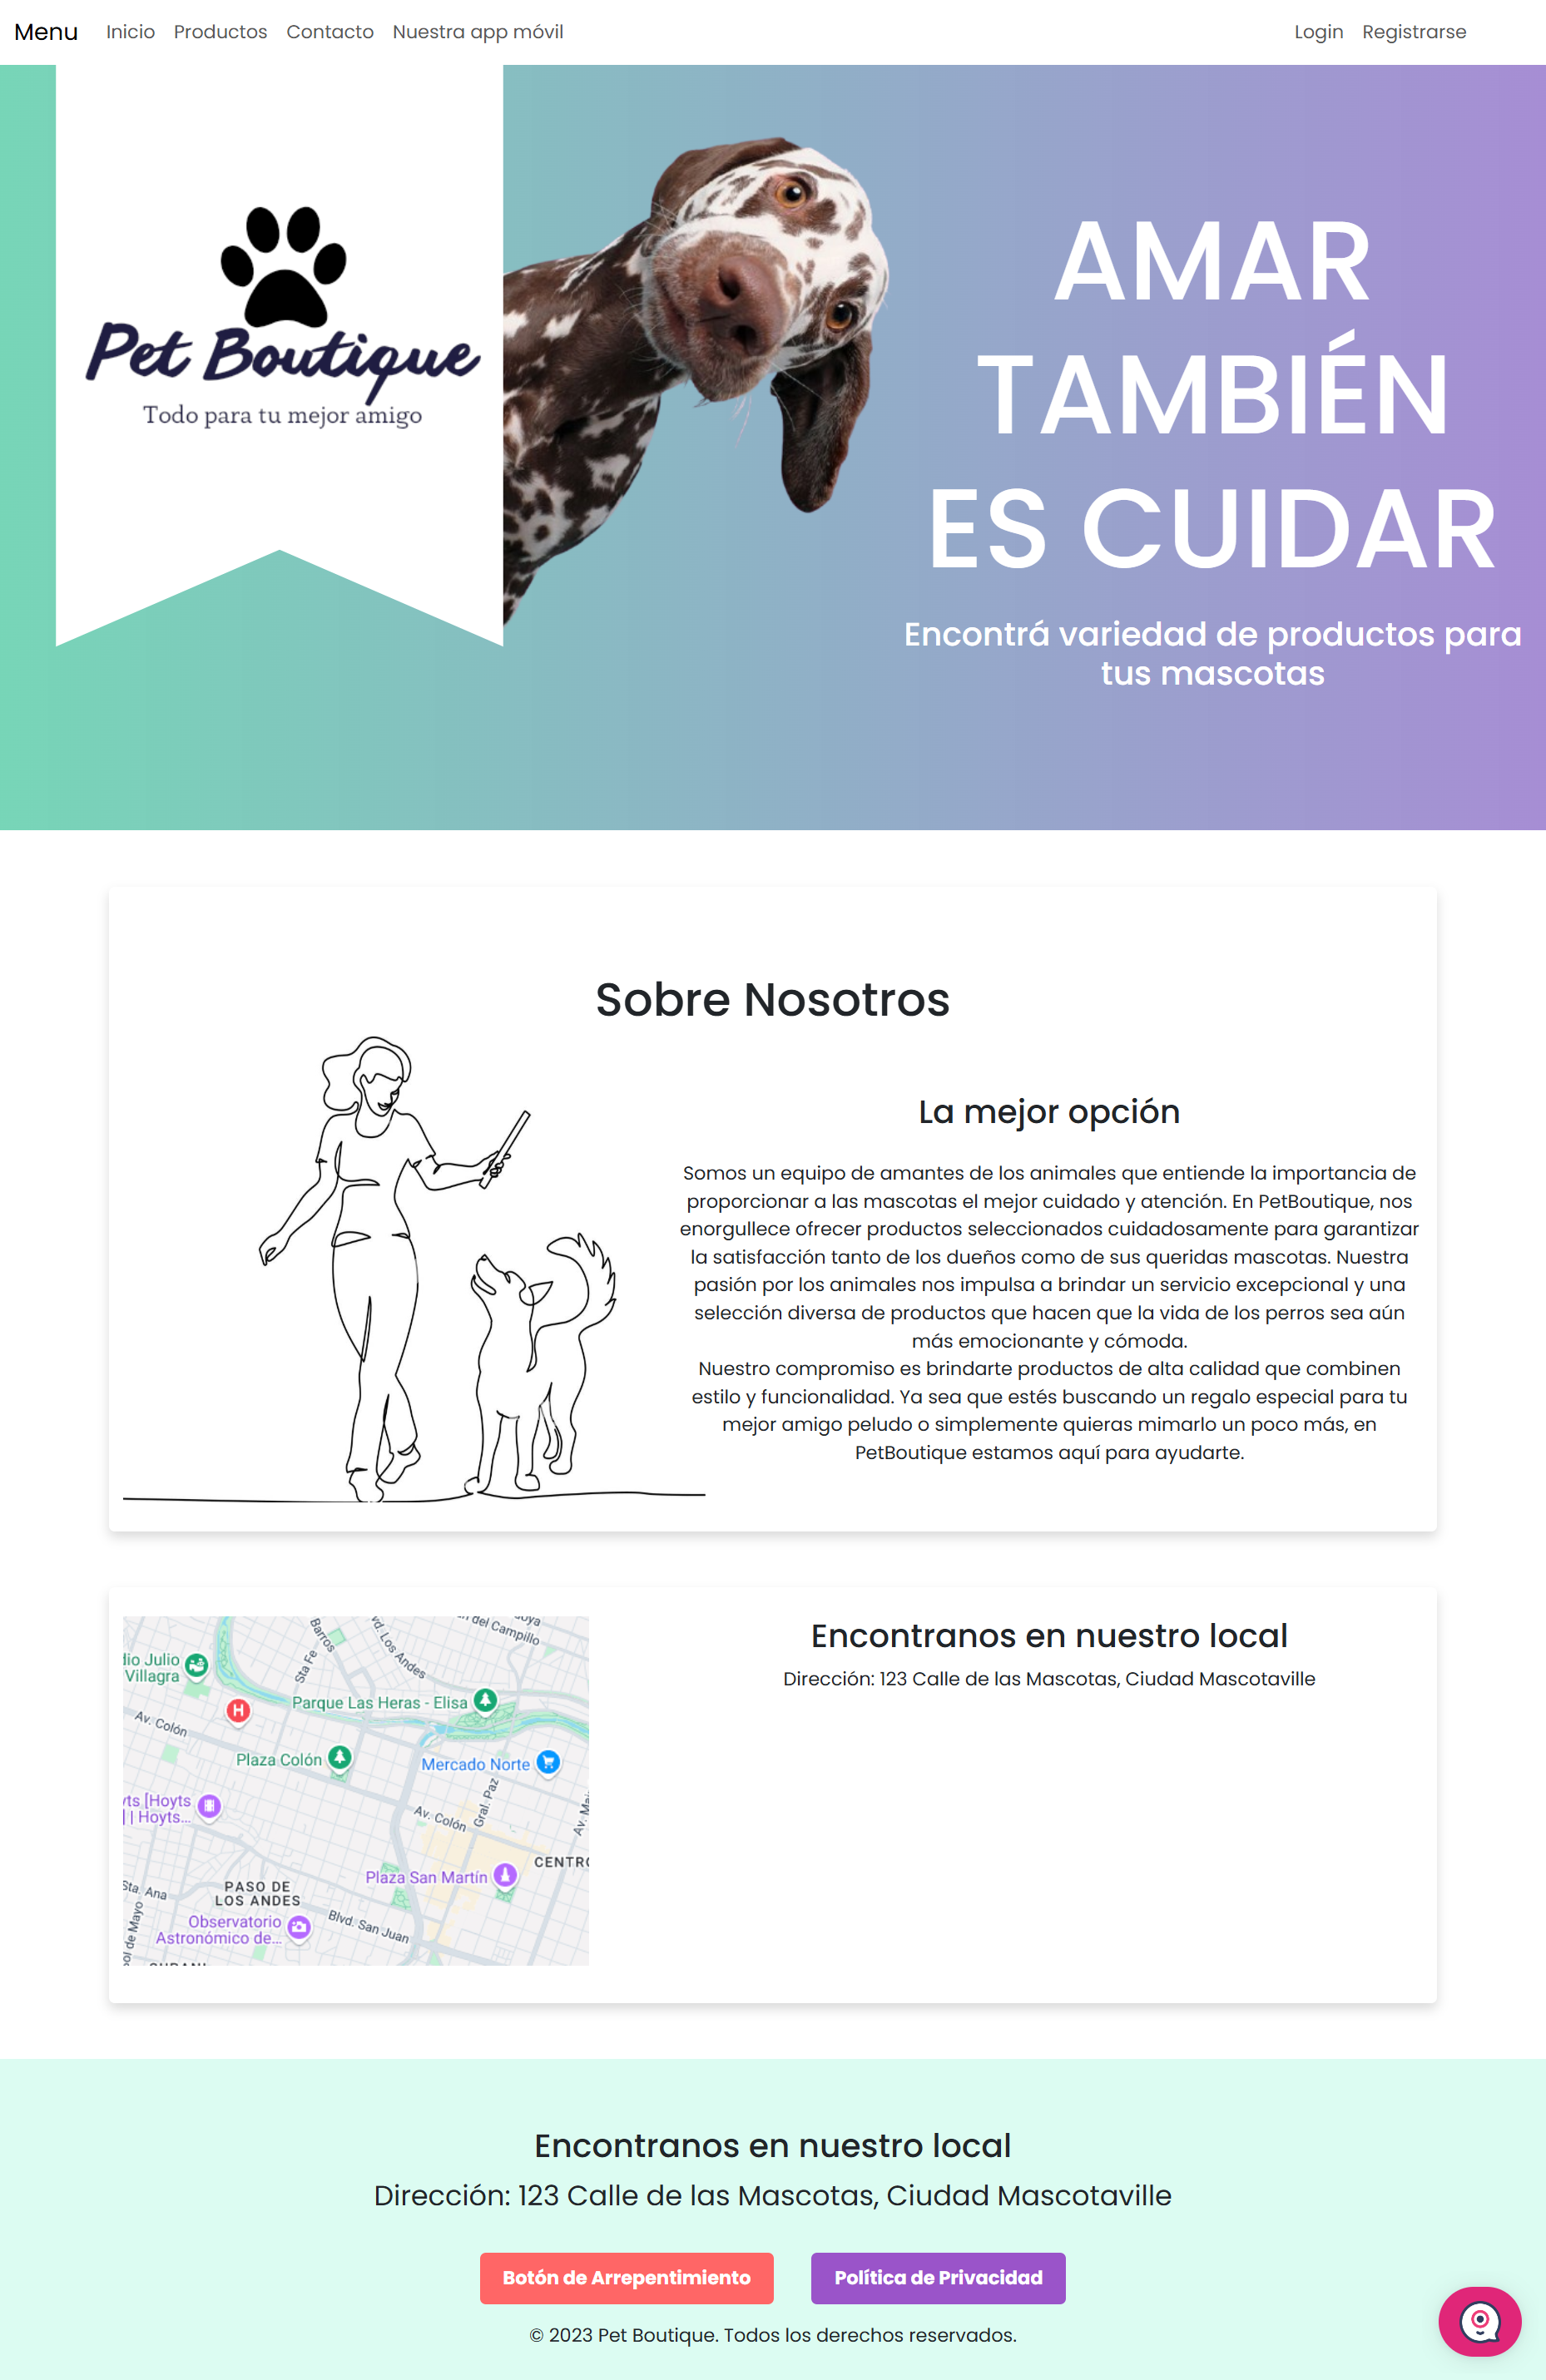 Menu Inicio Productos Contacto Nuestra app móvil Login Registrarse
Pet Boutique
Todo para tu mejor amigo
AMAR
TAMBIÉN
ES CUIDAR
Encontrá variedad de productos para
tus mascotas
Sobre Nosotros
La mejor opción
Somos un equipo de amantes de los animales que entiende la importancia de
proporcionar a las mascotas el mejor cuidado y atención. En PetBoutique, nos
enorgullece ofrecer productos seleccionados cuidadosamente para garantizar
la satisfacción tanto de los dueños como de sus queridas mascotas. Nuestra
pasión por los animales nos impulsa a brindar un servicio excepcional y una
selección diversa de productos que hacen que la vida de los perros sea aún
más emocionante y cómoda.
Nuestro compromiso es brindarte productos de alta calidad que combinen
estilo y funcionalidad. Ya sea que estés buscando un regalo especial para tu
mejor amigo peludo o simplemente quieras mimarlo un poco más, en
PetBoutique estamos aquí para ayudarte.
Barros
vd. Los Andes
del Campillo
Sta Fe
dio Julio
Villagra
Parque Las Heras - Elisa
H
Av. Colón
Plaza Colón
Mercado Norte
yts [Hoyts
| Hoyts...
Av. Colón
Gral. Paz
CENTRO
Plaza San Martín
Sta. Ana
PASO DE
LOS ANDES
Observatorio
Astronómico de...
Blvd. San Juan
ol de Mayo
Encontranos en nuestro local
Dirección: 123 Calle de las Mascotas, Ciudad Mascotaville
Encontranos en nuestro local
Dirección: 123 Calle de las Mascotas, Ciudad Mascotaville
Botón de Arrepentimiento
Política de Privacidad
© 2023 Pet Boutique. Todos los derechos reservados.